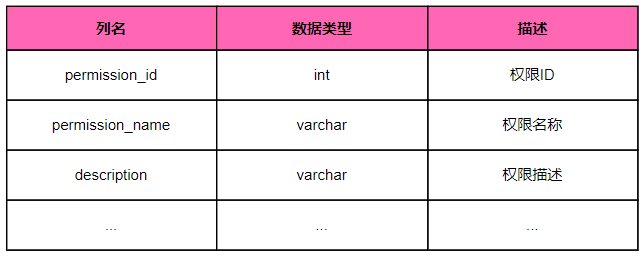 列名 数据类型 描述
permission_id int 权限ID
permission_name varchar 权限名称
description varchar 权限描述
... ... ...